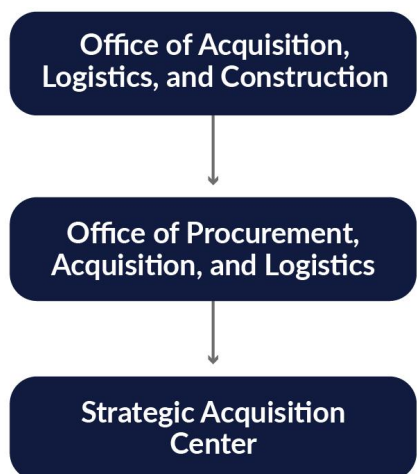 Office of Acquisition,
Logistics, and Construction
Office of Procurement,
Acquisition, and Logistics
Strategic Acquisition
Center